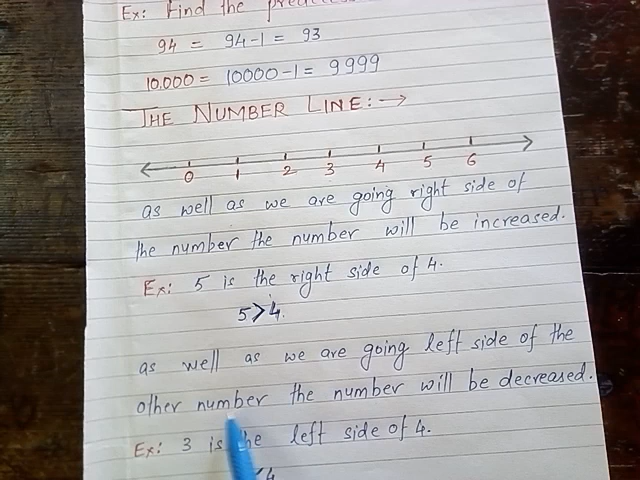 Ex: Find the
94 = 94-1 = 93
10,000 = 10000-1= 9999
THE NUMBER LINE:→
0 1 2 3 4 5 6
as well as we are going right side of
the number the number will be increased.
Ex: 5 is the right side of 4.
5>4.
as well as we are going left side of the
other number the number will be decreased.
Ex: 3 is the left side of 4.
<4